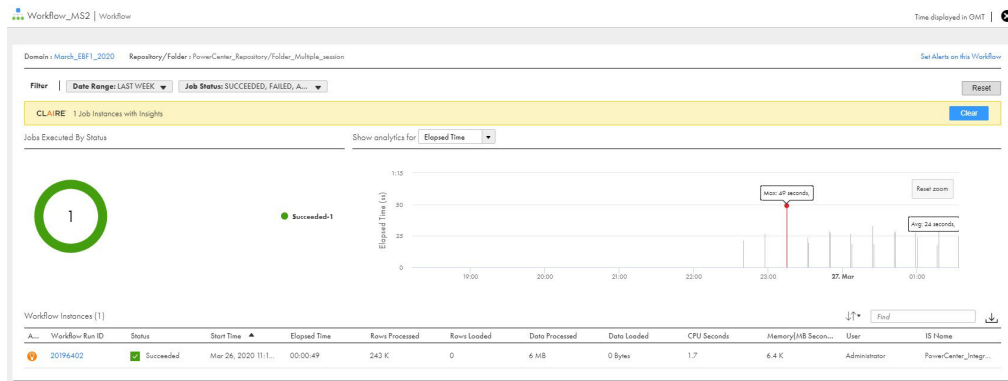 Workflow_MS2 | Workflow
Time displayed in GMT
Domain : March_EBF1_2020 Repository/Folder : PowerCenter_Repository/Folder_Multiple_session
Set Alerts on this Workflow
Filter | Date Range: LAST WEEK Job Status: SUCCEEDED, FAILED, A...
Reset
CLAIRE 1 Job Instances with Insights
Clear
Jobs Executed By Status
Show analytics for Elapsed Time
1
Succeeded-1
Elapsed Time (ss)
1:15
50
25
0
Max: 49 seconds,
Reset zoom
Avg: 24 seconds,
19:00 20:00 21:00 22:00 23:00 27. Mar 01:00
Workflow Instances (1)
Find
A... Workflow Run ID Status Start Time Elapsed Time Rows Processed Rows Loaded Data Processed Data Loaded CPU Seconds Memory(MB Secon... User IS Name
20196402 Succeeded Mar 26, 2020 11:1... 00:00:49 243 K 0 6 MB 0 Bytes 1.7 6.4 K Administrator PowerCenter_Integr...